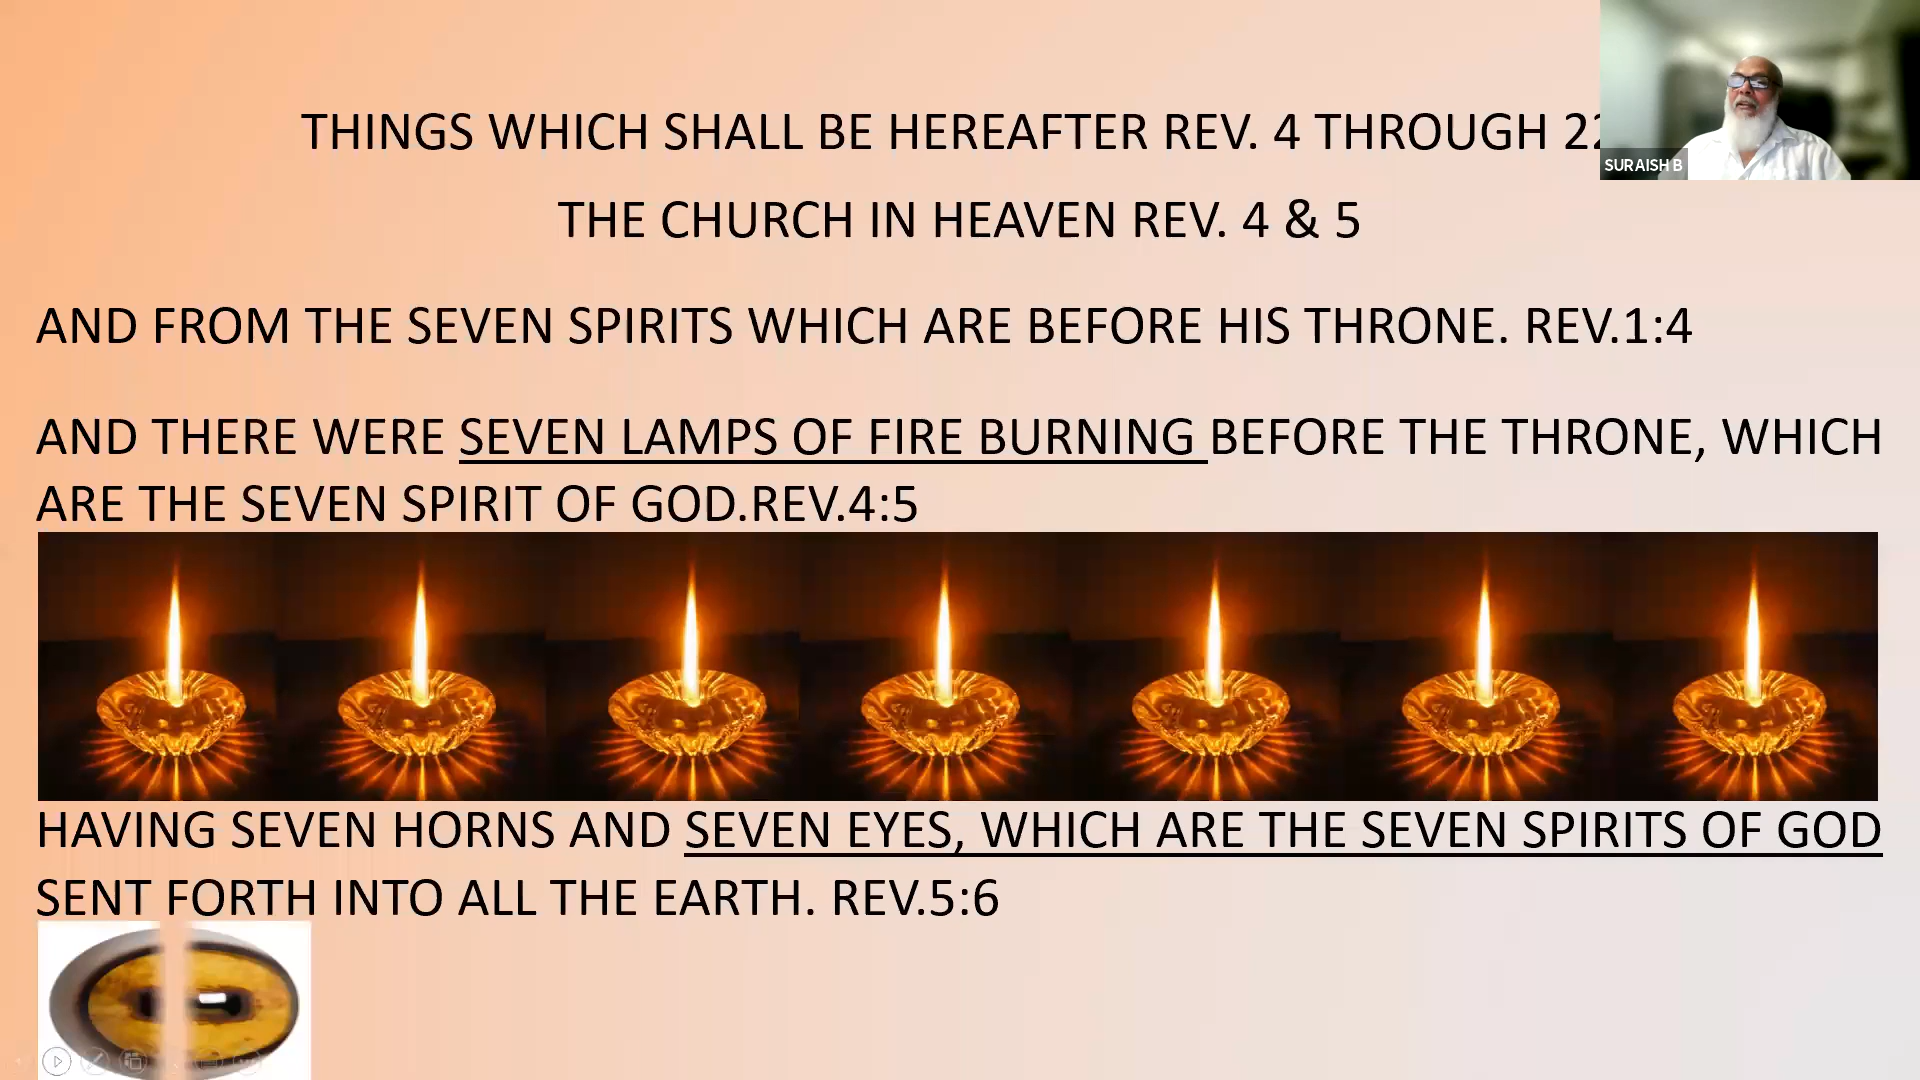 THINGS WHICH SHALL BE HEREAFTER REV. 4 THROUGH 22
SURAISH B
THE CHURCH IN HEAVEN REV. 4 & 5
AND FROM THE SEVEN SPIRITS WHICH ARE BEFORE HIS THRONE. REV.1:4
AND THERE WERE SEVEN LAMPS OF FIRE BURNING BEFORE THE THRONE, WHICH
ARE THE SEVEN SPIRIT OF GOD.REV.4:5
HAVING SEVEN HORNS AND SEVEN EYES, WHICH ARE THE SEVEN SPIRITS OF GOD
SENT FORTH INTO ALL THE EARTH. REV.5:6